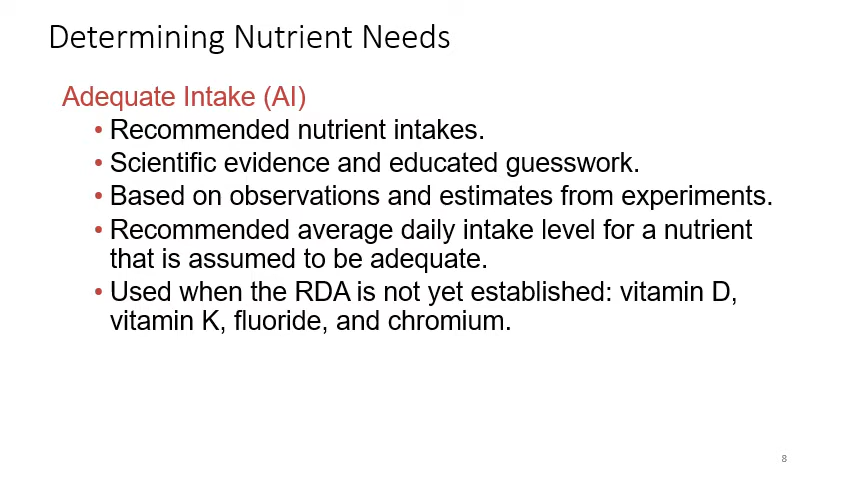 Determining Nutrient Needs
Adequate Intake (AI)
• Recommended nutrient intakes.
• Scientific evidence and educated guesswork.
• Based on observations and estimates from experiments.
• Recommended average daily intake level for a nutrient
that is assumed to be adequate.
• Used when the RDA is not yet established: vitamin D,
vitamin K, fluoride, and chromium.
8